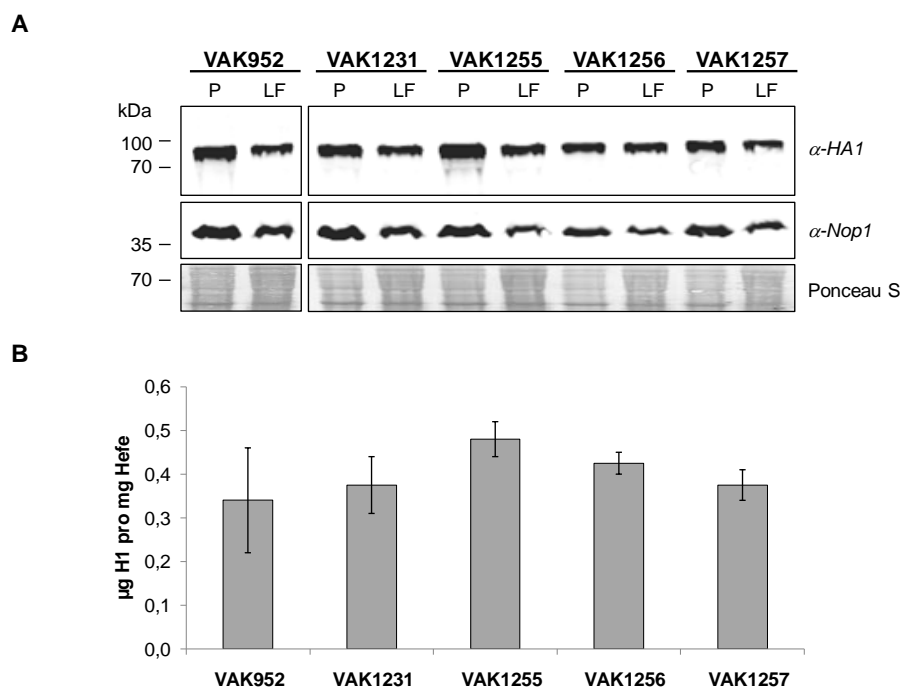 A
VAK952 VAK1231 VAK1255 VAK1256 VAK1257
P LF P LF P LF P LF P LF
kDa
100
70
α-HA1
35
α-Nop1
70
Ponceau S
B
0,6
0,5
0,4
0,3
0,2
0,1
0,0
µg H1 pro mg Hefe
VAK952 VAK1231 VAK1255 VAK1256 VAK1257